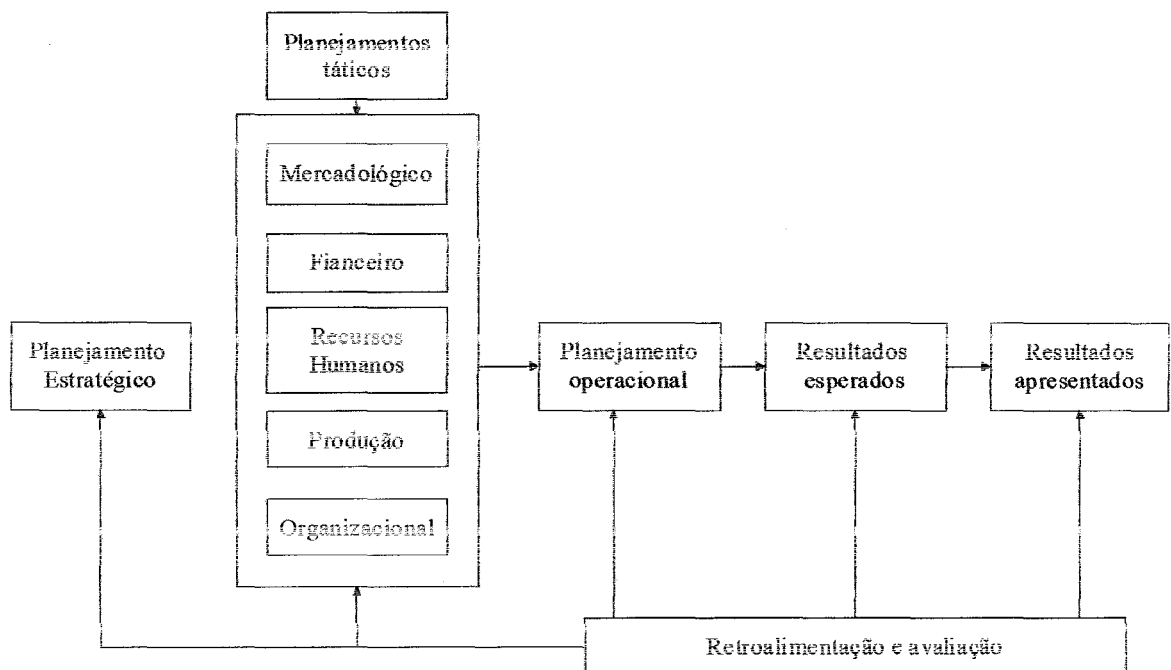 Planejamentos
táticos
Mercadológico
Fianceiro
Recursos
Humanos
Produção
Organizacional
Planejamento
Estratégico
Planejamento
operacional
Resultados
esperados
Resultados
apresentados
Retroalimentação e avaliação